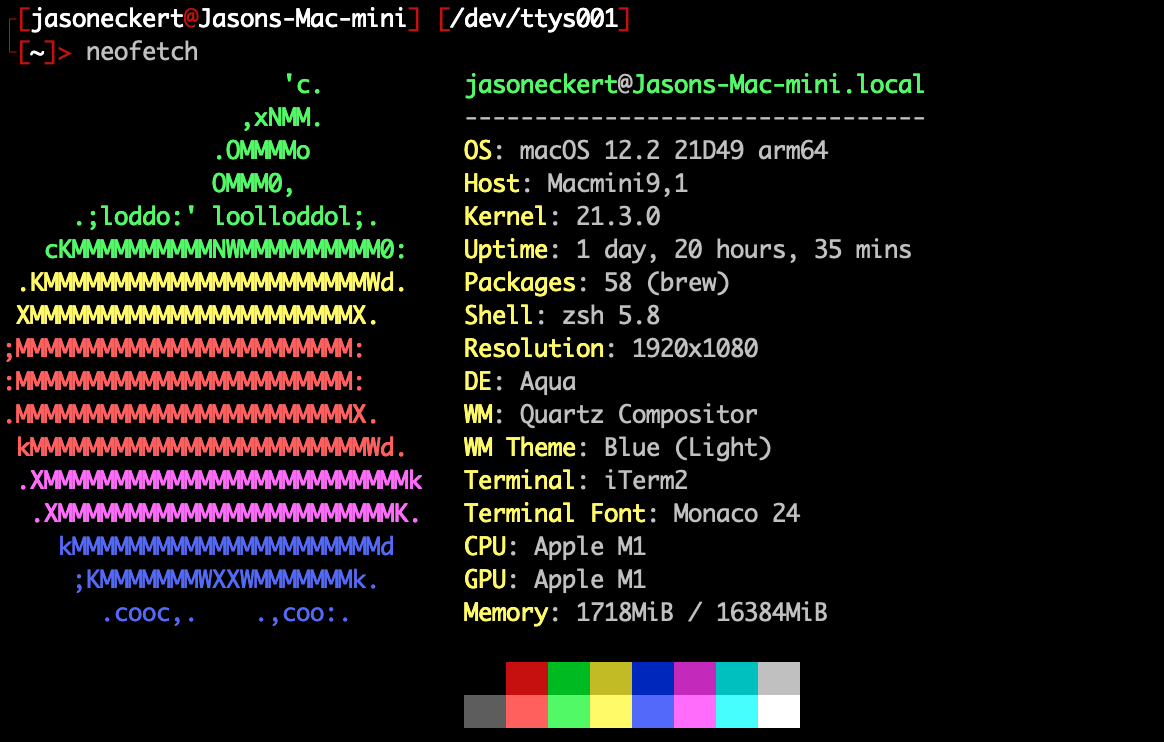 [jasoneckert@Jasons-Mac-mini] [/dev/ttys001]
[~]> neofetch
                    'c.          jasoneckert@Jasons-Mac-mini.local
                 ,xNMM.          ---------------------------------
               .OMMMMo           OS: macOS 12.2 21D49 arm64
               OMMM0,            Host: Macmini9,1
     .;loddo:' loolloddol;.      Kernel: 21.3.0
   cKMMMMMMMMMMNWMMMMMMMMMM0:    Uptime: 1 day, 20 hours, 35 mins
 .KMMMMMMMMMMMMMMMMMMMMMMMWd.    Packages: 58 (brew)
 XMMMMMMMMMMMMMMMMMMMMMMMX.      Shell: zsh 5.8
;MMMMMMMMMMMMMMMMMMMMMMMM:       Resolution: 1920x1080
:MMMMMMMMMMMMMMMMMMMMMMMM:       DE: Aqua
.MMMMMMMMMMMMMMMMMMMMMMMMX.      WM: Quartz Compositor
 kMMMMMMMMMMMMMMMMMMMMMMMMWd.    WM Theme: Blue (Light)
 .XMMMMMMMMMMMMMMMMMMMMMMMMMMk   Terminal: iTerm2
  .XMMMMMMMMMMMMMMMMMMMMMMMMK.   Terminal Font: Monaco 24
    kMMMMMMMMMMMMMMMMMMMMMMd     CPU: Apple M1
     ;KMMMMMMMWXXWMMMMMMMk.      GPU: Apple M1
       .cooc,.    .,coo:.        Memory: 1718MiB / 16384MiB